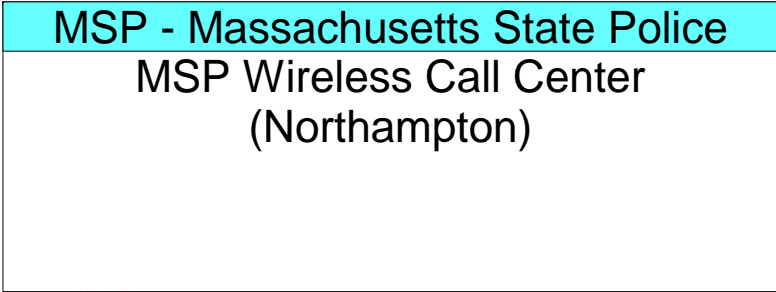 MSP - Massachusetts State Police
MSP Wireless Call Center
(Northampton)